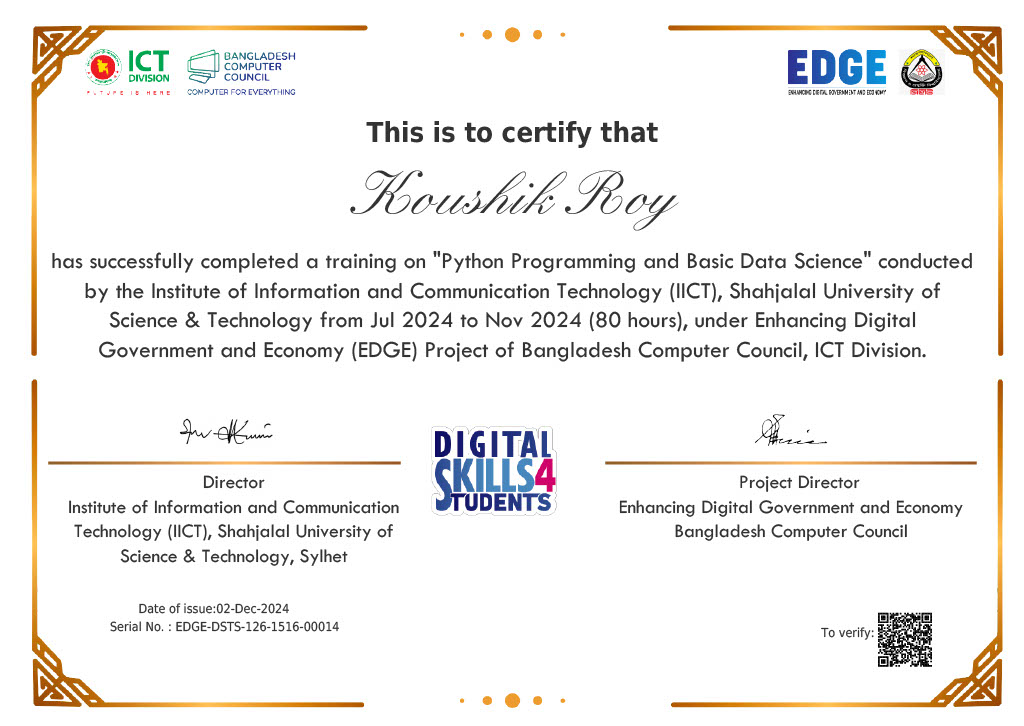 ICT
DIVISION
FUTURE IS HERE
BANGLADESH
COMPUTER
COUNCIL
COMPUTER FOR EVERYTHING
EDGE
ENHANCING DIGITAL GOVERNMENT AND ECONOMY
This is to certify that
Koushik Roy
has successfully completed a training on "Python Programming and Basic Data Science" conducted
by the Institute of Information and Communication Technology (IICT), Shahjalal University of
Science & Technology from Jul 2024 to Nov 2024 (80 hours), under Enhancing Digital
Government and Economy (EDGE) Project of Bangladesh Computer Council, ICT Division.
DIGITAL
SKILLS4
STUDENTS
Director
Institute of Information and Communication
Technology (IICT), Shahjalal University of
Science & Technology, Sylhet
Project Director
Enhancing Digital Government and Economy
Bangladesh Computer Council
Date of issue:02-Dec-2024
Serial No. : EDGE-DSTS-126-1516-00014
To verify: